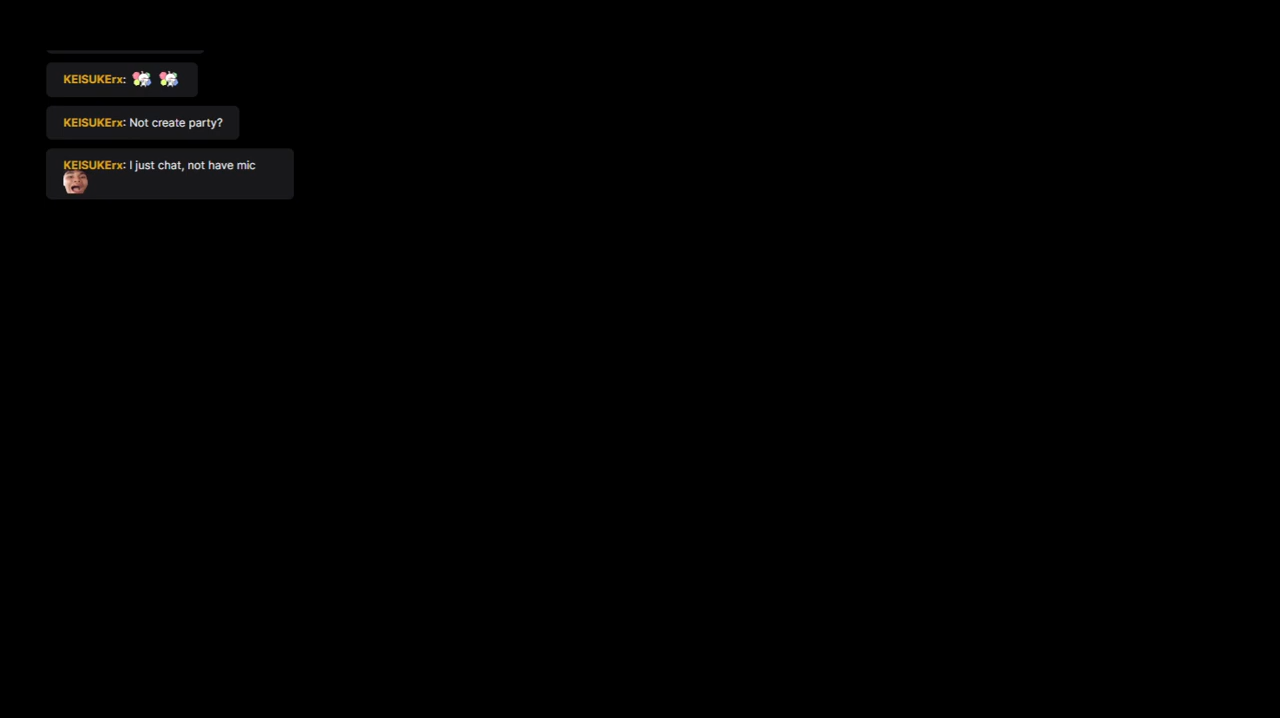 KEISUKErx:
KEISUKErx: Not create party?
KEISUKErx: I just chat, not have mic